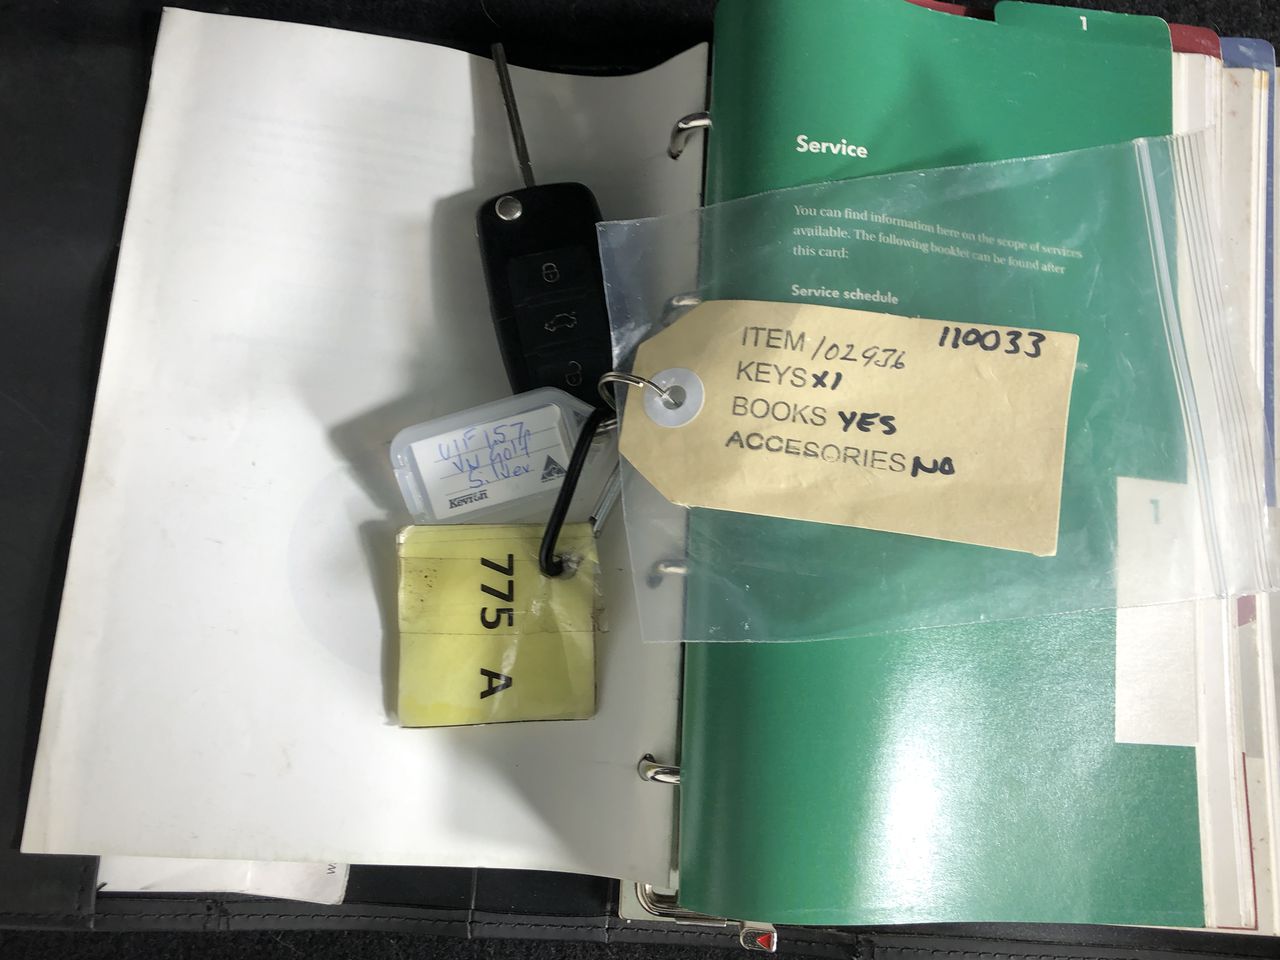 1
Service
You can find information here on the scope of services
available. The following booklet can be found after
this card:
Service schedule
110033
ITEM 102936
KEYS X1
BOOKS YES
ACCESORIES NO
Silver
Kevron
775 A
1
w